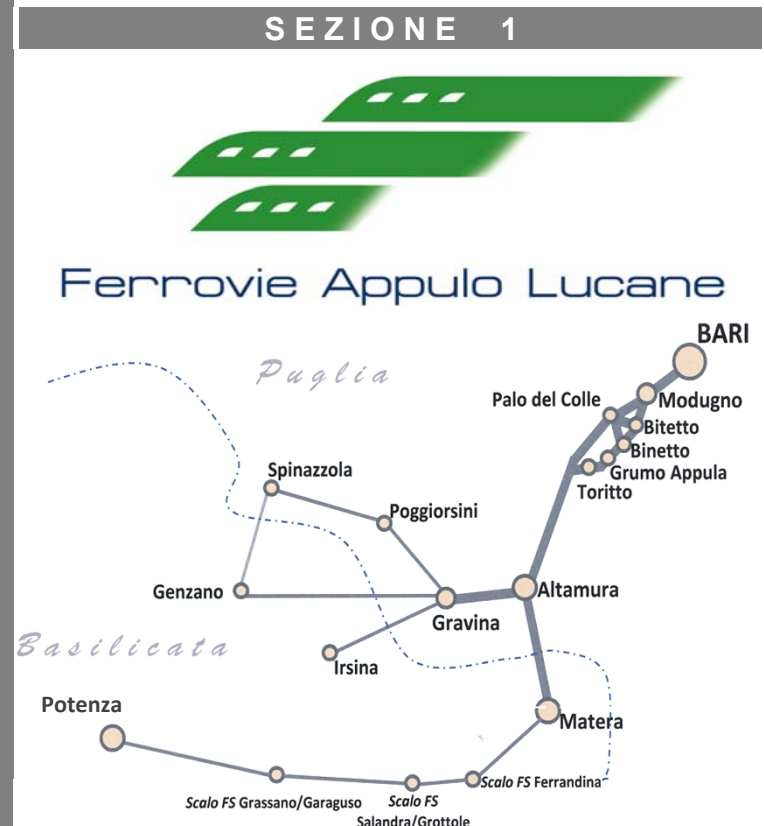 SEZIONE 1
Ferrovie Appulo Lucane
BARI
Puglia
Palo del Colle
Modugno
Bitetto
Binetto
Grumo Appula
Toritto
Spinazzola
Poggiorsini
Genzano
Altamura
Gravina
Basilicata
Irsina
Potenza
Matera
Scalo FS Ferrandina
Scalo FS Grassano/Garaguso
Scalo FS
Salandra/Grottole